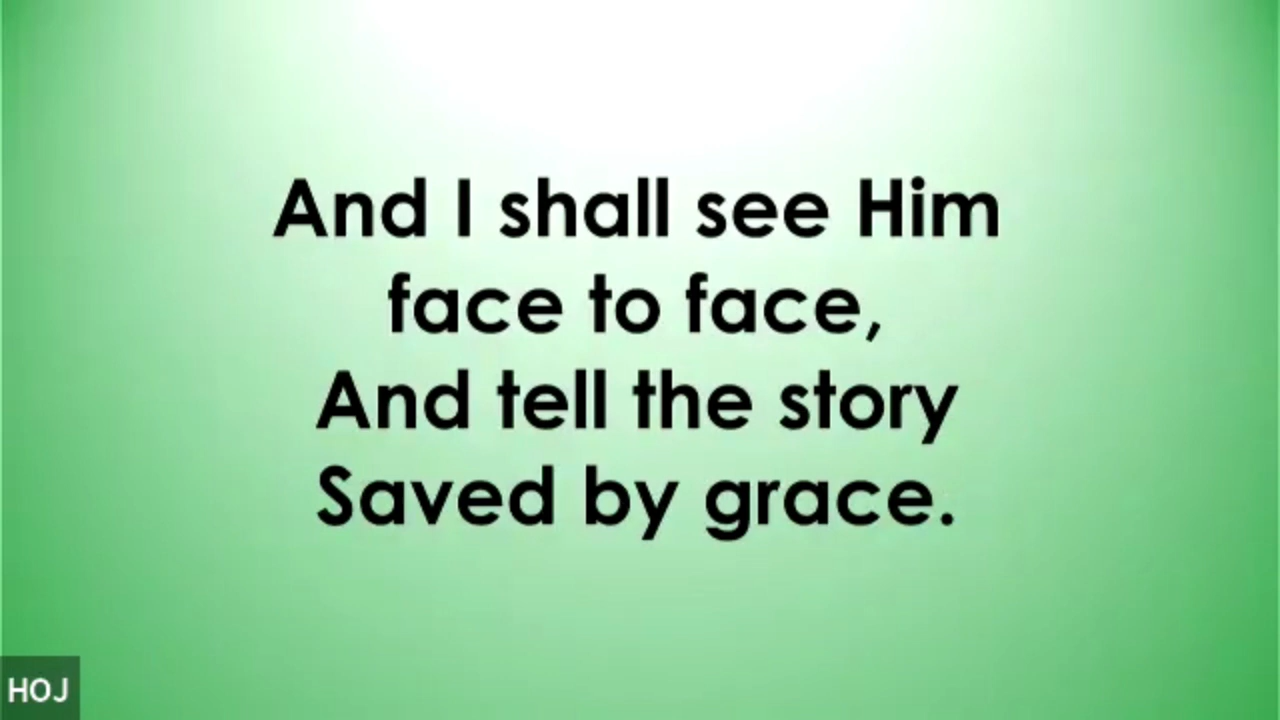 And I shall see Him
face to face,
And tell the story
Saved by grace.
HOJ